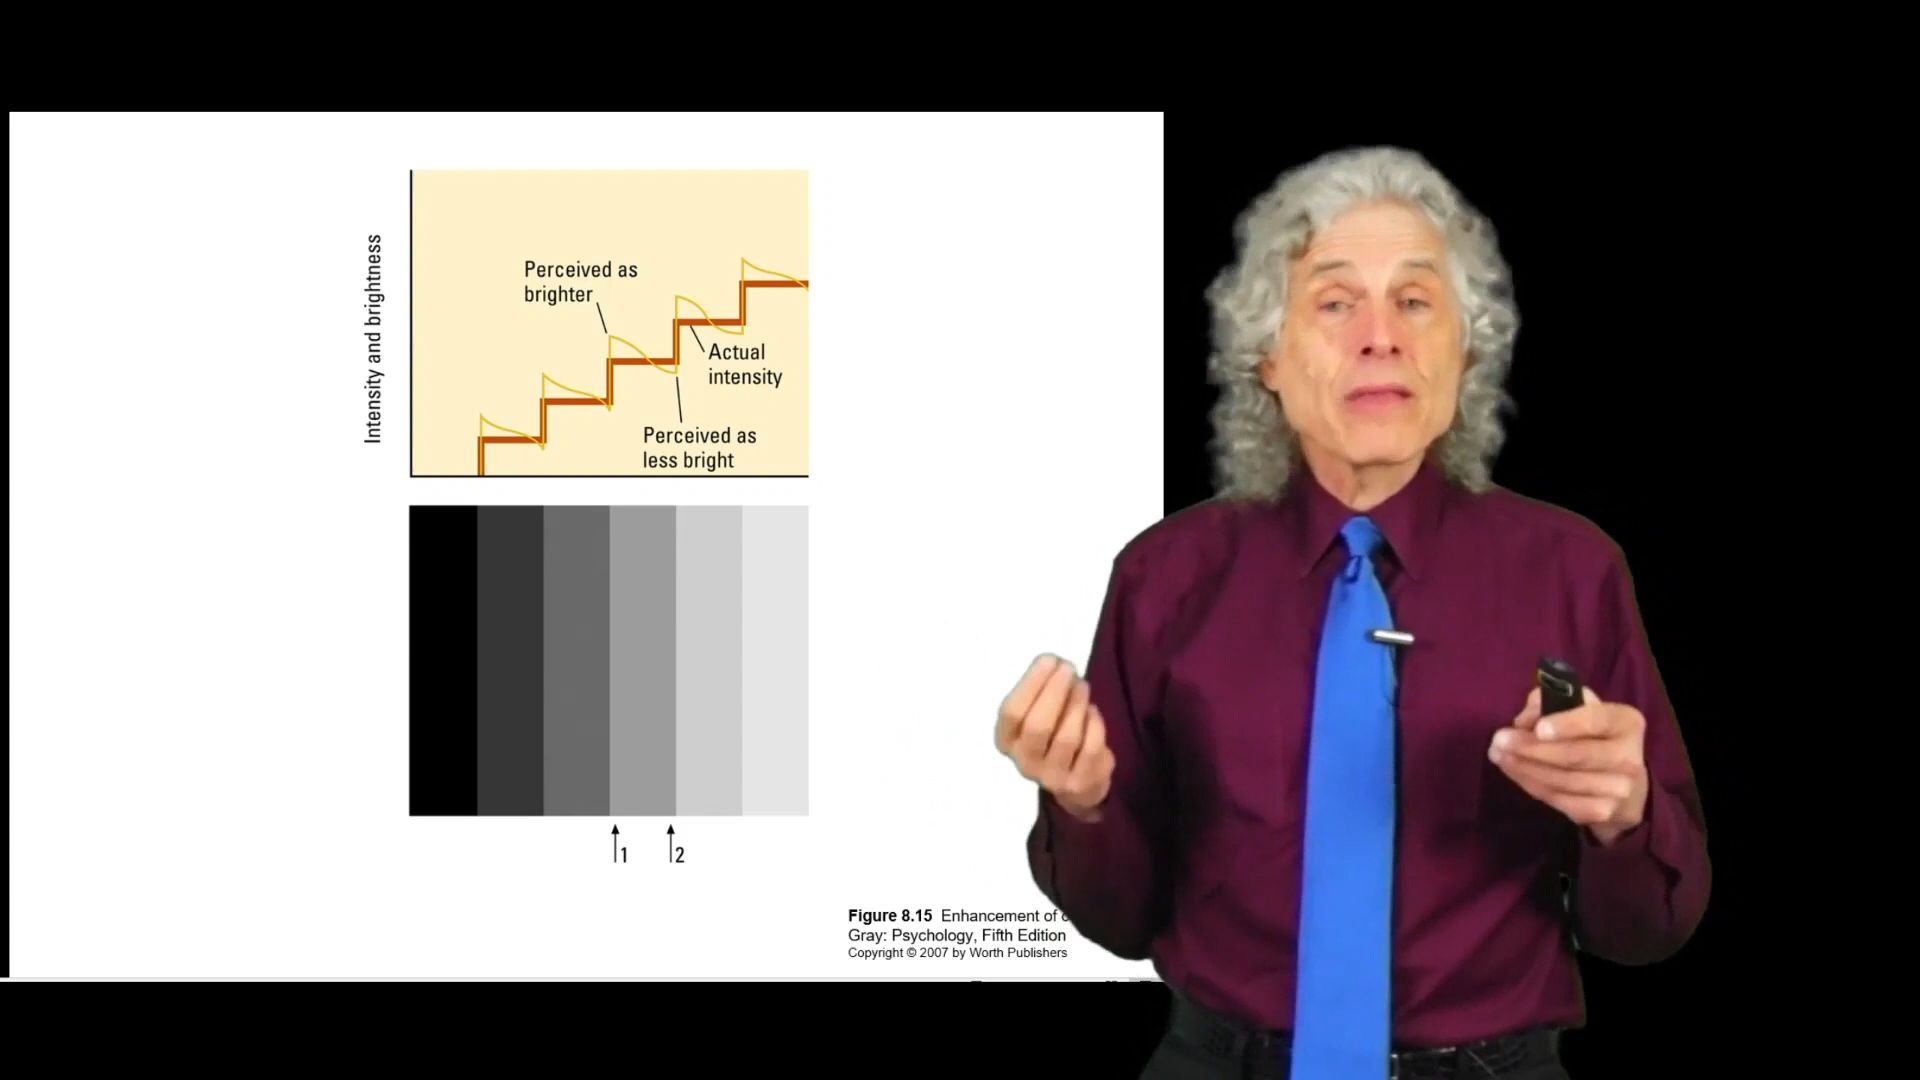 Intensity and brightness
Perceived as
brighter
Actual
intensity
Perceived as
less bright
1
2
Figure 8.15 Enhancement of
Gray: Psychology, Fifth Edition
Copyright © 2007 by Worth Publishers